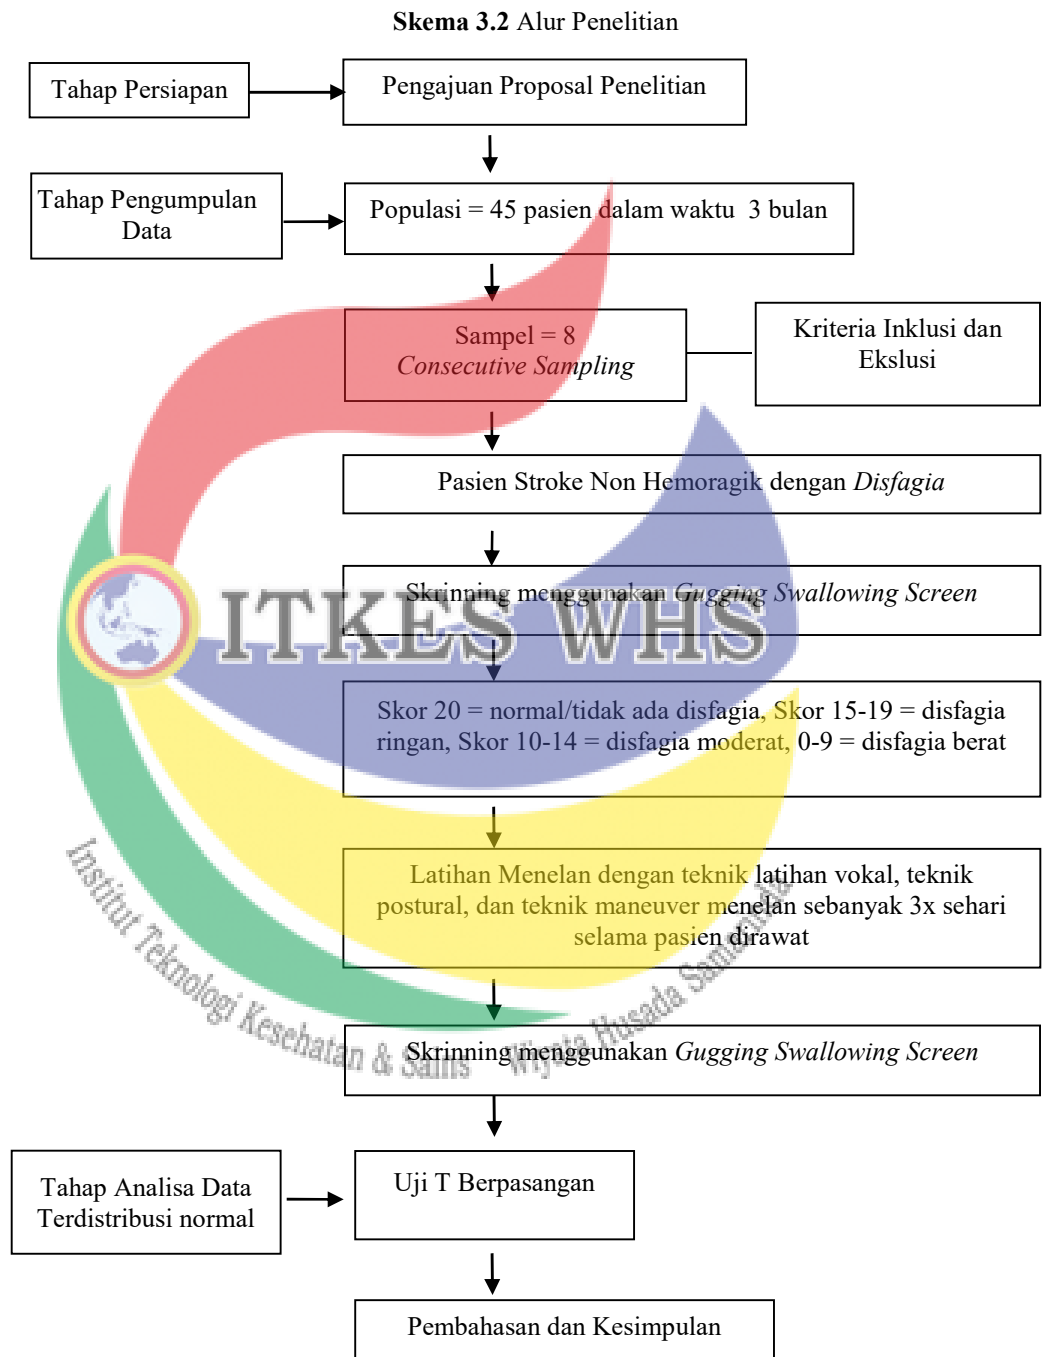 Skema 3.2 Alur Penelitian
Tahap Persiapan
Pengajuan Proposal Penelitian
Tahap Pengumpulan
Data
Populasi = 45 pasien dalam waktu 3 bulan
Sampel = 8
Consecutive Sampling
Kriteria Inklusi dan
Ekslusi
Pasien Stroke Non Hemoragik dengan Disfagia
Skrinning menggunakan Gugging Swallowing Screen
ITKES WHS
Skor 20 = normal/tidak ada disfagia, Skor 15-19 = disfagia
ringan, Skor 10-14 = disfagia moderat, 0-9 = disfagia berat
Latihan Menelan dengan teknik latihan vokal, teknik
postural, dan teknik maneuver menelan sebanyak 3x sehari
selama pasien dirawat
Institut Teknologi Kesehatan & Sains Wiyata Husada Samarinda
Skrinning menggunakan Gugging Swallowing Screen
Tahap Analisa Data
Terdistribusi normal
Uji T Berpasangan
Pembahasan dan Kesimpulan